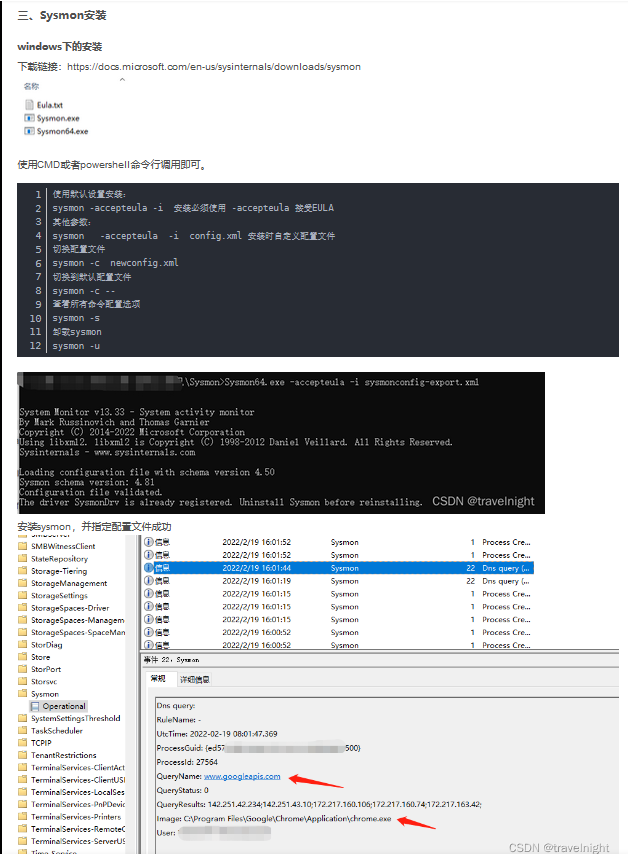 三、Sysmon安装
windows下的安装
下载链接：https://docs.microsoft.com/en-us/sysinternals/downloads/sysmon
名称
Eula.txt
Sysmon.exe
Sysmon64.exe
使用CMD或者powershell命令行调用即可。
1 使用默认设置安装：
2 sysmon -accepteula -i 安装必须使用 -accepteula 接受EULA
3 其他参数：
4 sysmon -accepteula -i config.xml 安装时自定义配置文件
5 切换配置文件
6 sysmon -c newconfig.xml
7 切换到默认配置文件
8 sysmon -c --
9 查看所有命令配置选项
10 sysmon -s
11 卸载sysmon
12 sysmon -u
\Sysmon>Sysmon64.exe -accepteula -i sysmonconfig-export.xml
System Monitor v13.33 - System activity monitor
By Mark Russinovich and Thomas Garnier
Copyright (C) 2014-2022 Microsoft Corporation
Using libxml2. libxml2 is Copyright (C) 1998-2012 Daniel Veillard. All Rights Reserved.
Sysinternals - www.sysinternals.com
Loading configuration file with schema version 4.50
Sysmon schema version: 4.81
Configuration file validated.
The driver SysmonDrv is already registered. Uninstall Sysmon before reinstalling.
CSDN @travelnight
安装sysmon，并指定配置文件成功
SMBServer
SMBWitnessClient
StateRepository
Storage-Tiering
StorageManagement
StorageSettings
StorageSpaces-Driver
StorageSpaces-Managem
StorageSpaces-SpaceMan
StorDiag
Store
StorPort
Storsvc
Sysmon
Operational
SystemSettingsThreshold
TaskScheduler
TCPIP
TenantRestrictions
TerminalServices-ClientAct
TerminalServices-ClientUSI
TerminalServices-LocalSes
TerminalServices-PnPDevic
TerminalServices-Printers
TerminalServices-RemoteC
TerminalServices-ServerUS
Time-Service
信息 2022/2/19 16:01:52 Sysmon 1 Process Cre...
信息 2022/2/19 16:01:52 Sysmon 1 Process Cre...
信息 2022/2/19 16:01:44 Sysmon 22 Dns query (...
信息 2022/2/19 16:01:19 Sysmon 22 Dns query (...
信息 2022/2/19 16:01:15 Sysmon 1 Process Cre...
信息 2022/2/19 16:01:15 Sysmon 1 Process Cre...
信息 2022/2/19 16:01:15 Sysmon 1 Process Cre...
信息 2022/2/19 16:00:52 Sysmon 1 Process Cre...
信息 2022/2/19 16:00:52 Sysmon 1 Process Cre...
事件 22，Sysmon
常规 详细信息
Dns query:
RuleName: -
UtcTime: 2022-02-19 08:01:47.369
ProcessGuid: {ed57 500}
ProcessId: 27564
QueryName: www.googleapis.com
QueryStatus: 0
QueryResults: 142.251.42.234;142.251.43.10;172.217.160.106;172.217.160.74;172.217.163.42;
Image: C:\Program Files\Google\Chrome\Application\chrome.exe
User:
CSDN @travelnight